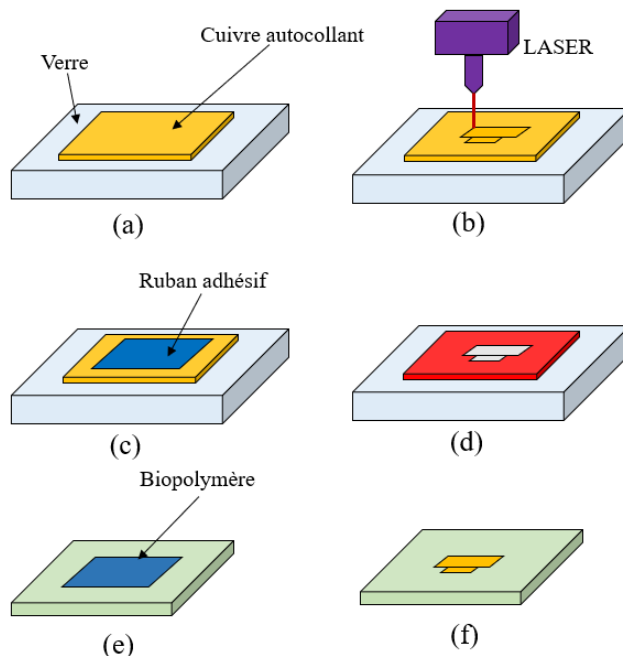 Cuivre autocollant
LASER
Verre
(a)
(b)
Ruban adhésif
(c)
(d)
Biopolymère
(e)
(f)